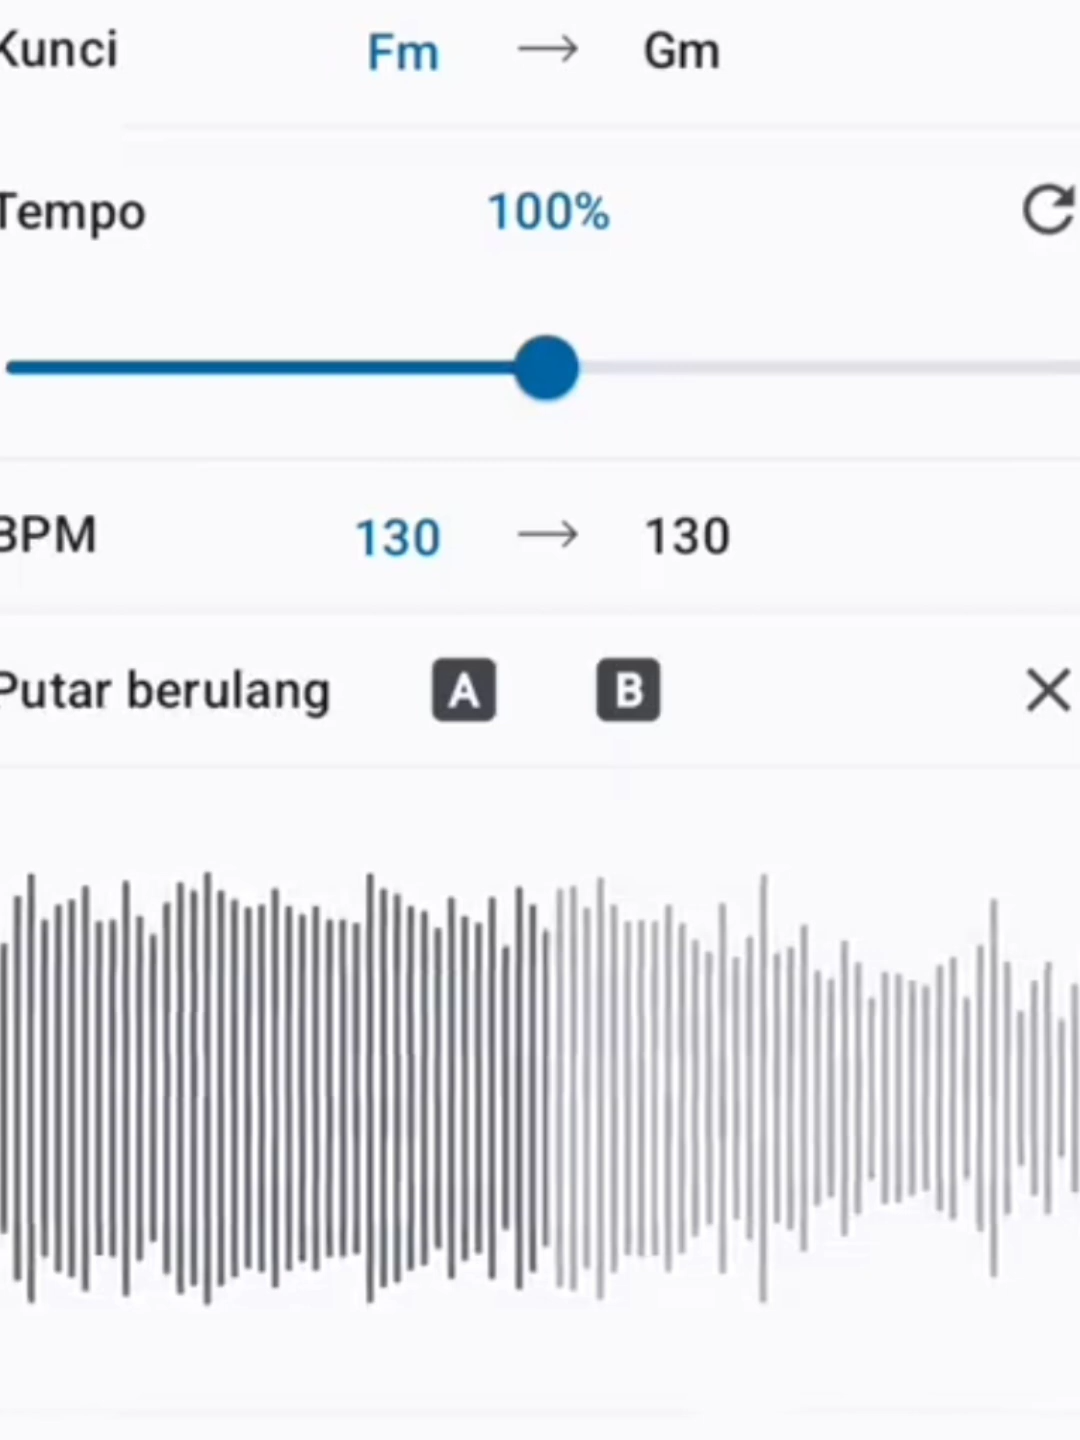 Kunci Fm → Gm
Tempo 100%
BPM 130 → 130
Putar berulang A B